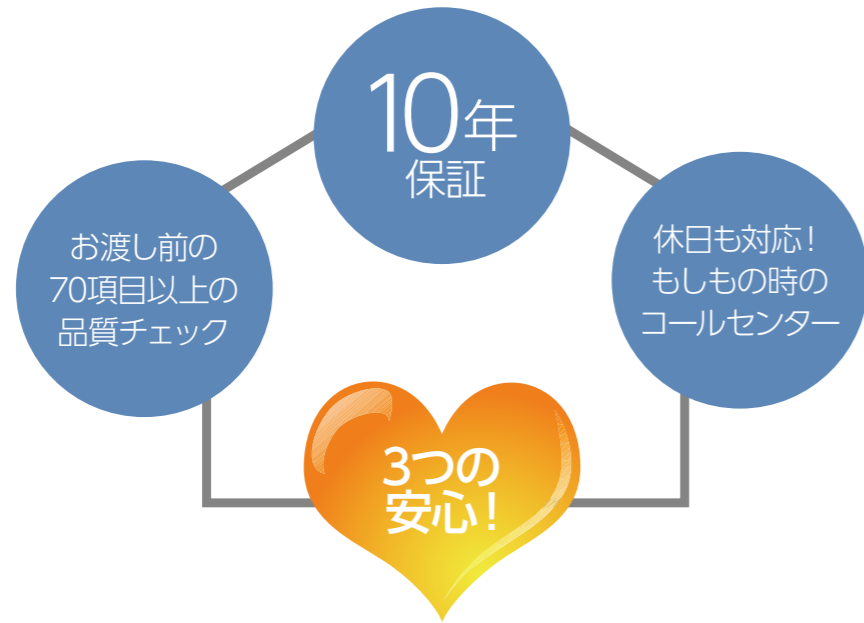 10年
保証
お渡し前の
70項目以上の
品質チェック
休日も対応！
もしもの時の
コールセンター
3つの
安心！